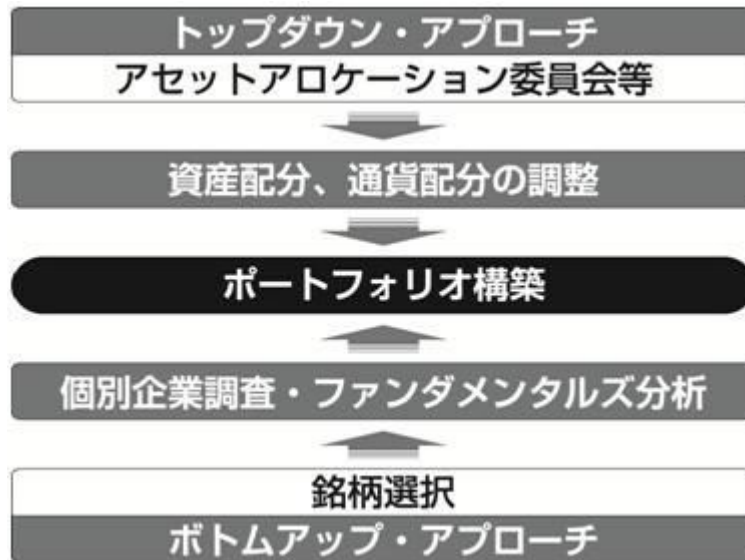 トップダウン・アプローチ
アセットアロケーション委員会等
資産配分、通貨配分の調整
ポートフォリオ構築
個別企業調査・ファンダメンタルズ分析
銘柄選択
ボトムアップ・アプローチ